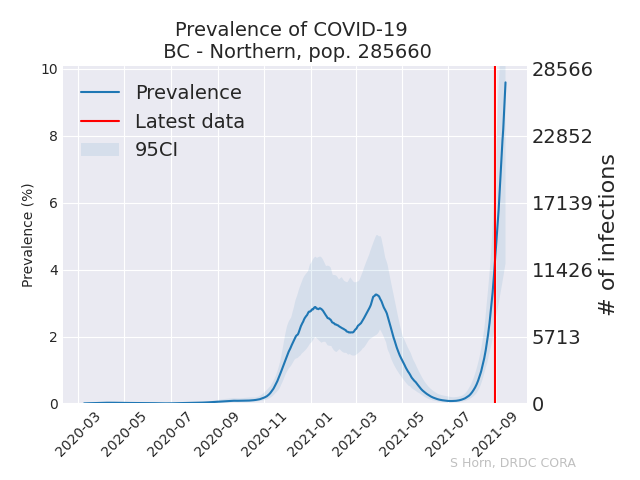 Prevalence of COVID-19
BC - Northern, pop. 285660
Prevalence
Latest data
95CI
Prevalence (%)
10
8
6
4
2
0
28566
22852
17139
11426
5713
0
# of infections
2020-03
2020-05
2020-07
2020-09
2020-11
2021-01
2021-03
2021-05
2021-07
2021-09
S Horn, DRDC CORA